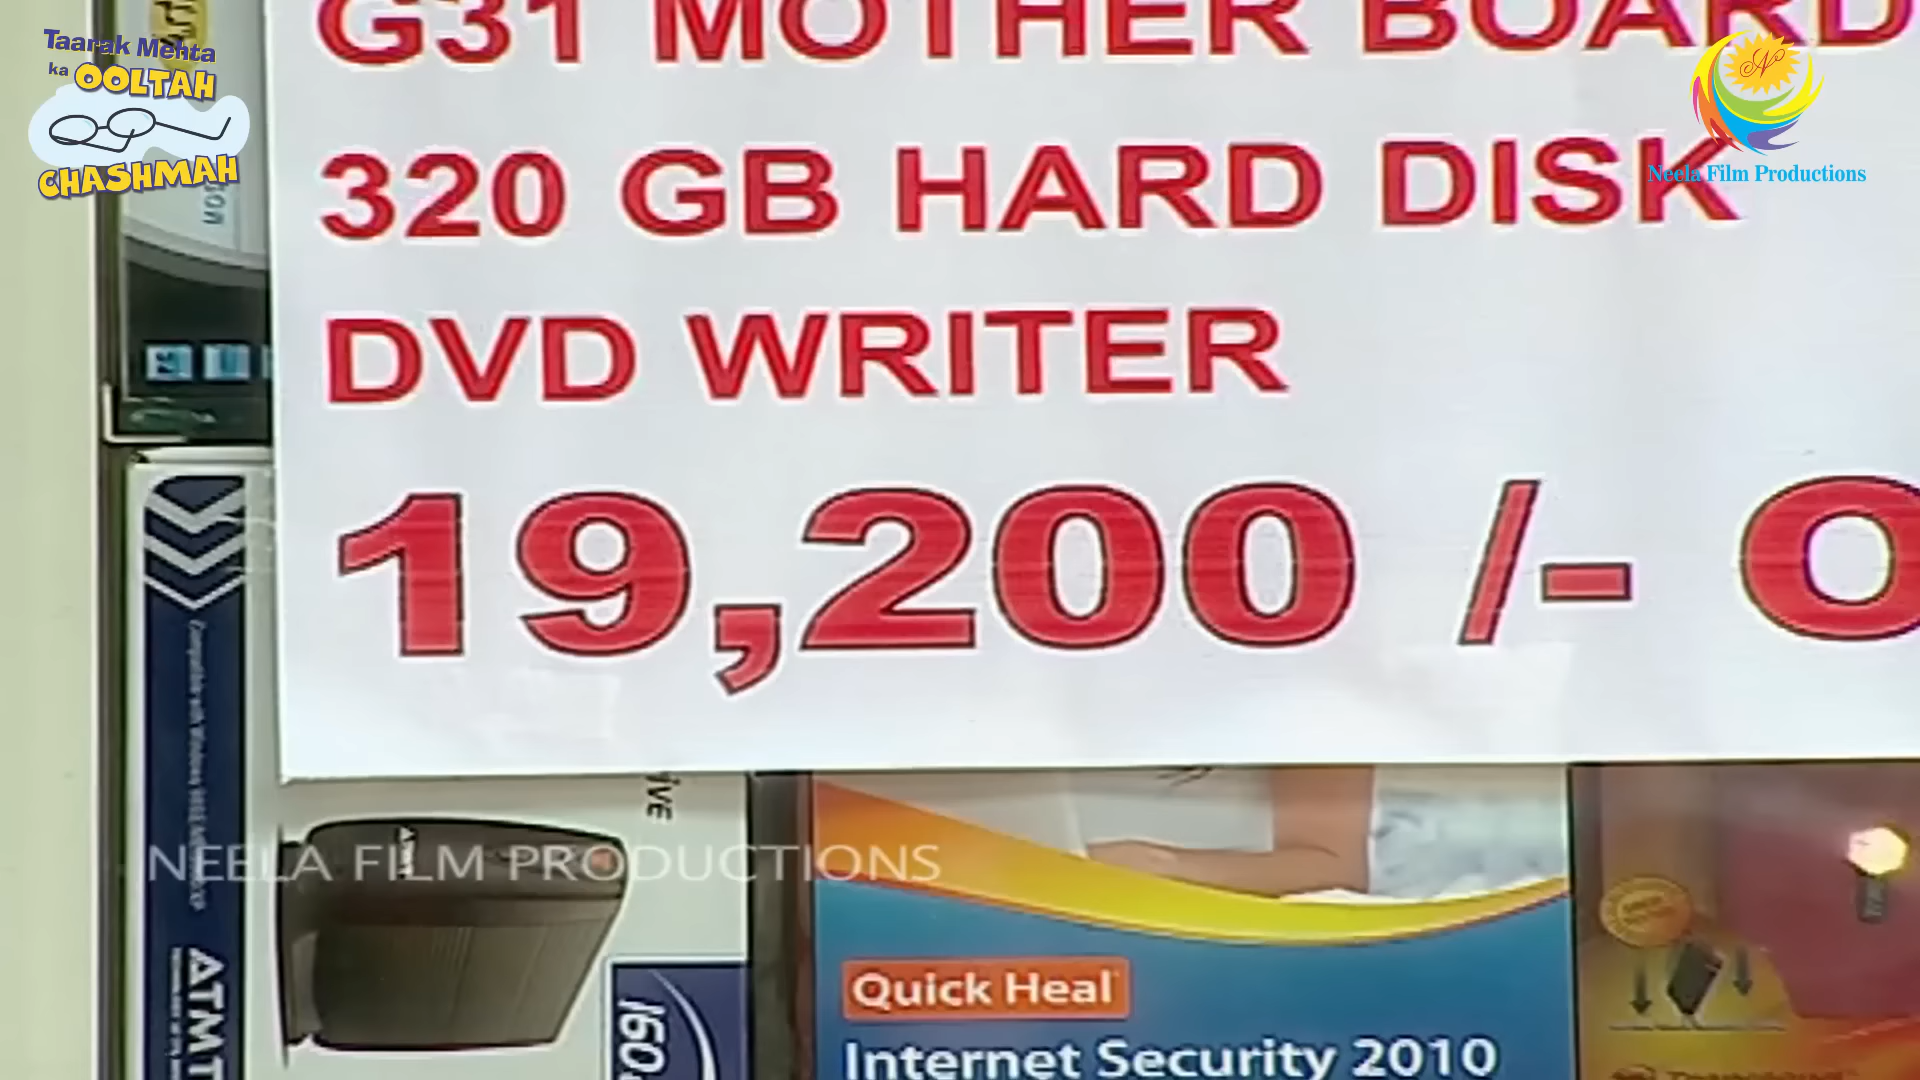 Taarak Mehta
ka OOLTAH
CHASHMAH
Neela Film Productions
G31 MOTHER BOARD
320 GB HARD DISK
DVD WRITER
19,200 /- O
NEELA FILM PRODUCTIONS
Quick Heal
Internet Security 2010